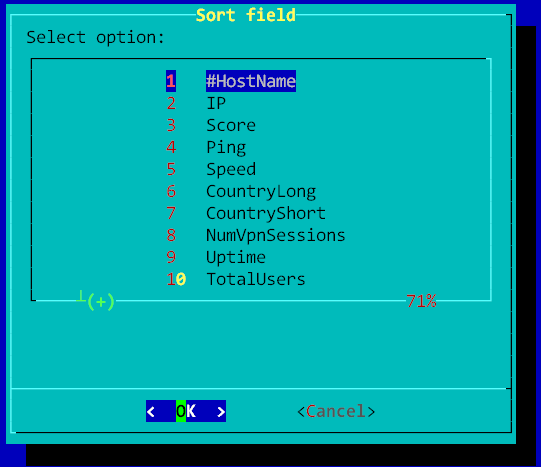 Sort field
Select option:
1 #HostName
2 IP
3 Score
4 Ping
5 Speed
6 CountryLong
7 CountryShort
8 NumVpnSessions
9 Uptime
10 TotalUsers
┴(+) 71%
< OK > <Cancel>